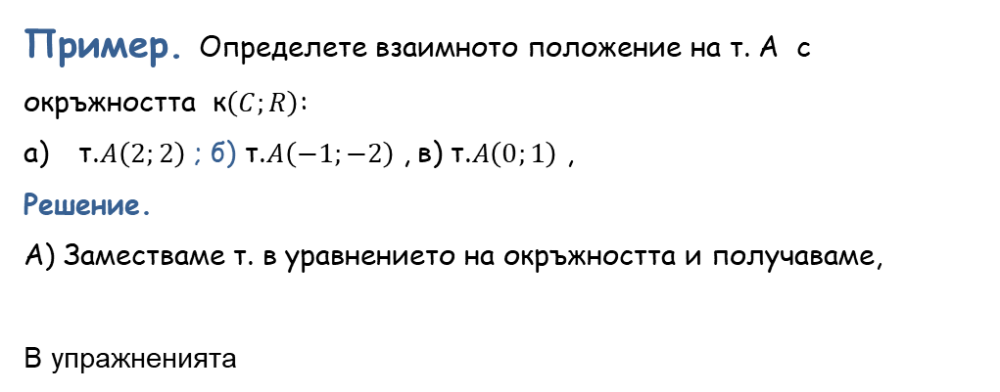 Пример. Определете взаимното положение на т. А с
окръжността к(C; R):
а) т.A(2; 2) ; б) т.A(−1; −2) , в) т.A(0; 1) ,
Решение.
А) Заместваме т. в уравнението на окръжността и получаваме,
В упражненията